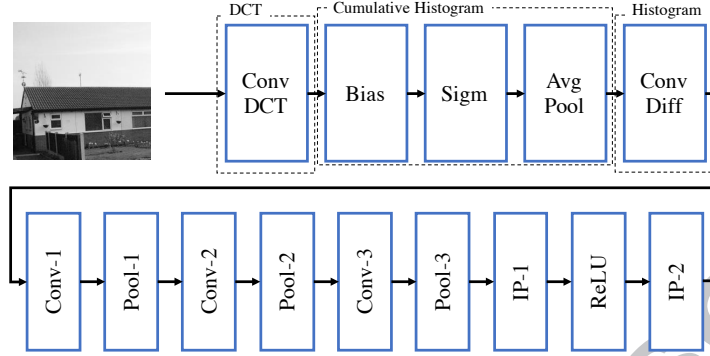 DCT
Cumulative Histogram
Histogram
Conv
DCT
Bias
Sigm
Avg
Pool
Conv
Diff
Conv-1
Pool-1
Conv-2
Pool-2
Conv-3
Pool-3
IP-1
ReLU
IP-2